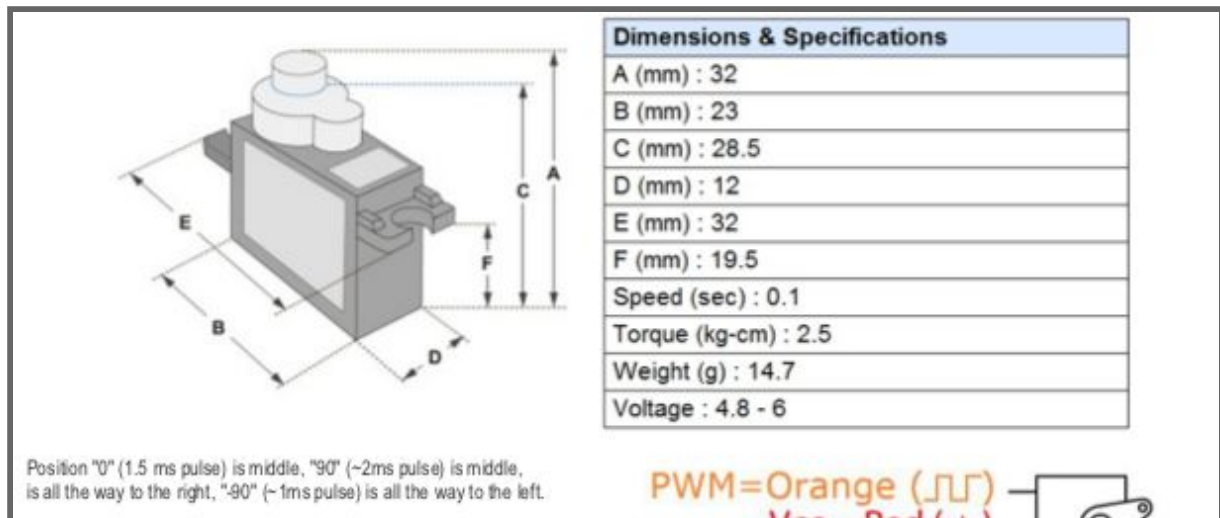 Dimensions & Specifications
A (mm) : 32
B (mm) : 23
C (mm) : 28.5
D (mm) : 12
E (mm) : 32
F (mm) : 19.5
Speed (sec) : 0.1
Torque (kg-cm) : 2.5
Weight (g) : 14.7
Voltage : 4.8 - 6
A
C
E
F
B
D
Position "0" (1.5 ms pulse) is middle, "90" (~2ms pulse) is middle,
is all the way to the right, "-90" (~1ms pulse) is all the way to the left.
PWM=Orange
Red